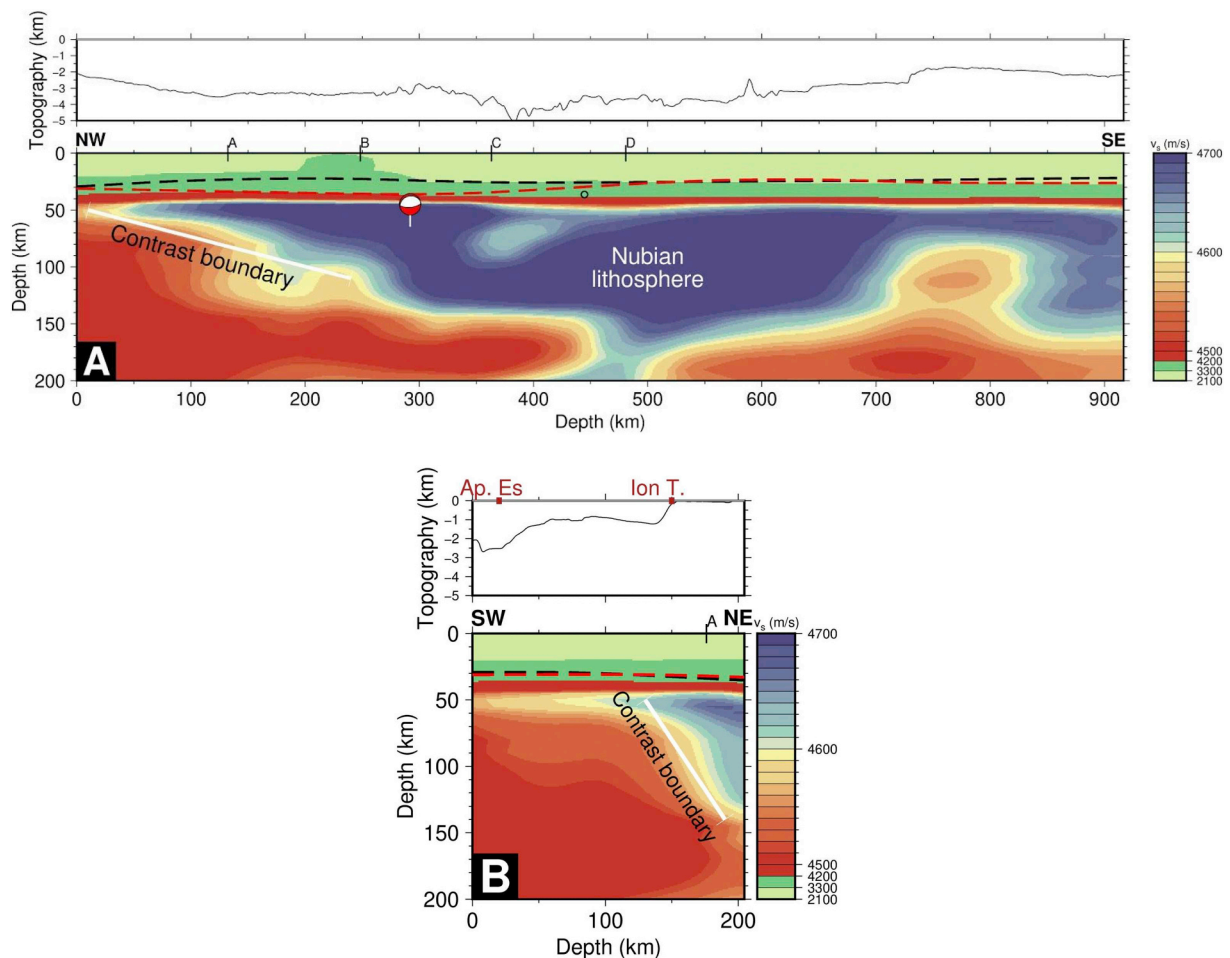 Topography (km)
0
-1
-2
-3
-4
-5
NW
A
B
C
D
SE
Depth (km)
0
50
100
150
200
Contrast boundary
Nubian
lithosphere
A
0 100 200 300 400 500 600 700 800 900
Depth (km)
vs (m/s)
4700
4600
4500
4200
3300
2100
Ap. Es
Ion T.
Topography (km)
0
-1
-2
-3
-4
-5
SW
A
NE
Depth (km)
0
50
100
150
200
Contrast boundary
B
0 100 200
Depth (km)
vs (m/s)
4700
4600
4500
4200
3300
2100